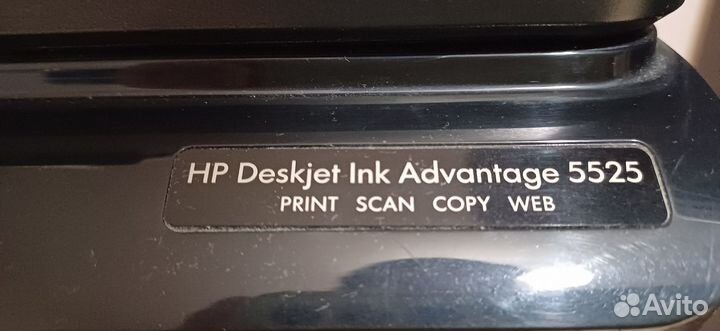 HP Deskjet Ink Advantage 5525
PRINT SCAN COPY WEB
Avito